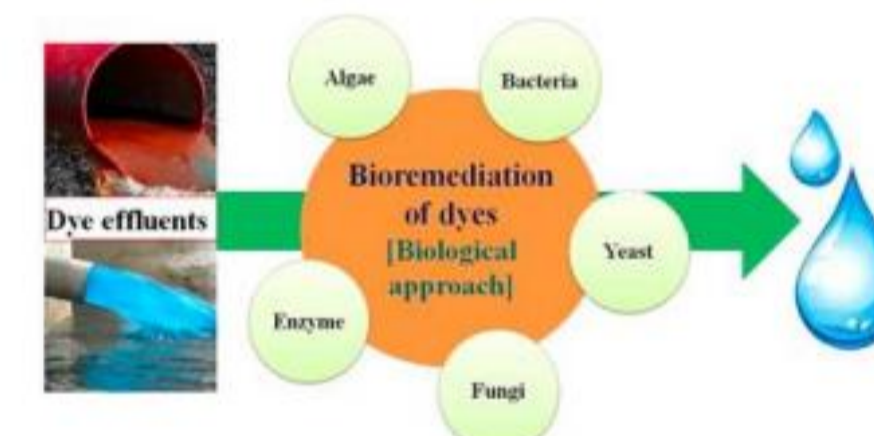 Algae
Bacteria
Dye effluents
Bioremediation
of dyes
[Biological
approach]
Yeast
Enzyme
Fungi